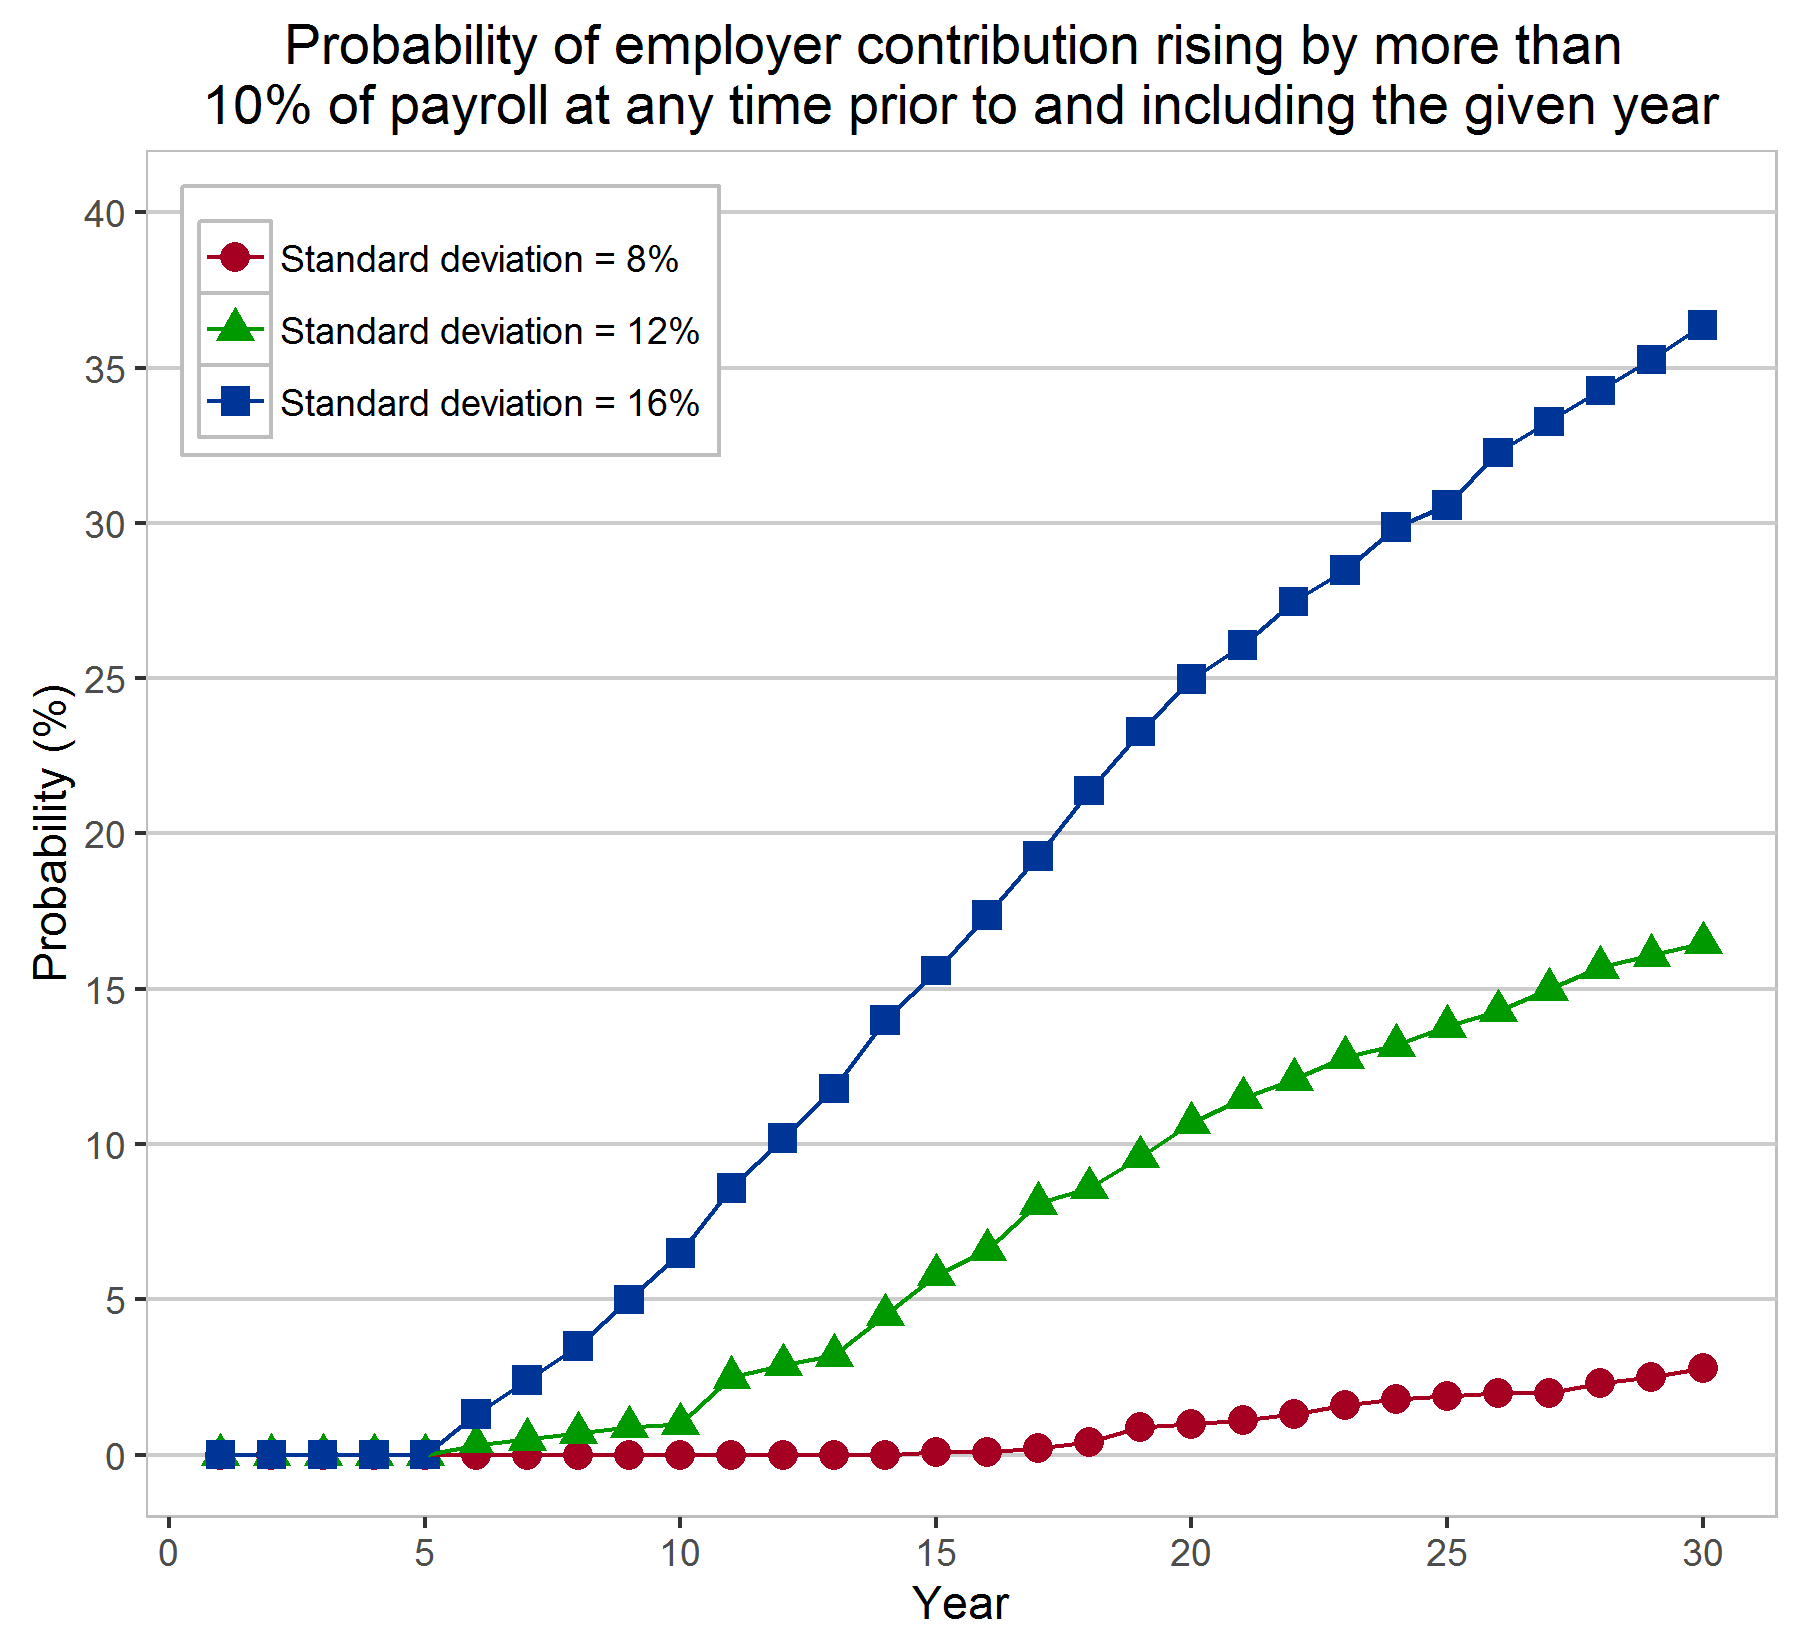 Probability of employer contribution rising by more than
10% of payroll at any time prior to and including the given year
40
35
30
25
20
15
10
5
0
Probability (%)
Standard deviation = 8%
Standard deviation = 12%
Standard deviation = 16%
0 5 10 15 20 25 30
Year